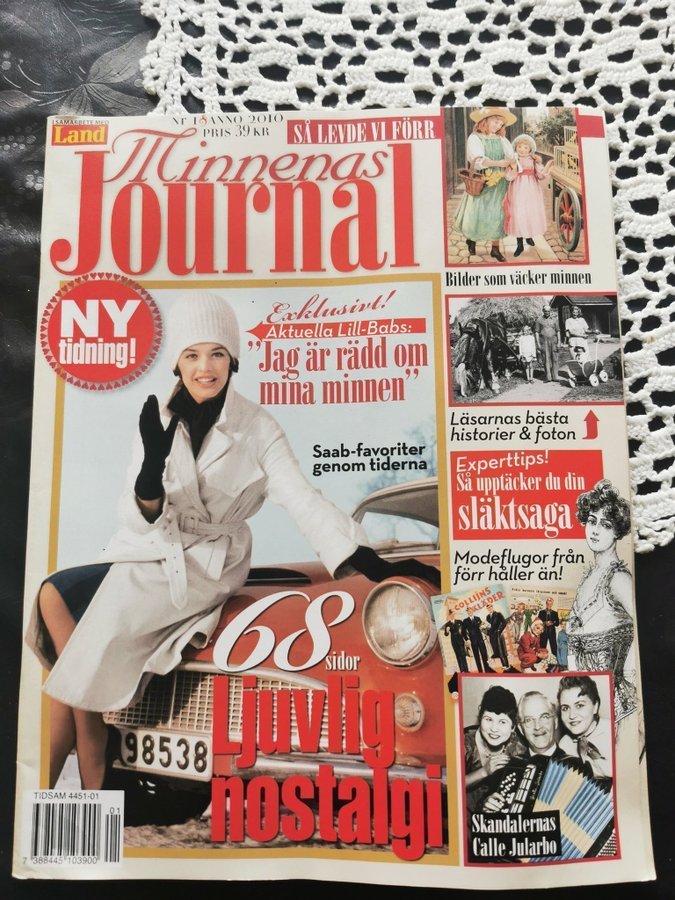 I SAMARBETE MED
Land
Nr 1 ANNO 2010
PRIS 39 KR
SÅ LEVDE VI FÖRR
Minnenas
Journal
NY
tidning!
Bilder som väcker minnen
Exklusivt!
Aktuella Lill-Babs:
”Jag är rädd om
mina minnen”
Saab-favoriter
genom tiderna
Läsarnas bästa
historier & foton
Experttips!
Så upptäcker du din
släktsaga
Modeflugor från
förr håller än!
COLLIJNS
KLÄDER
68
sidor
Ljuvlig
nostalgi
98538
Skandalernas
Calle Jularbo
TIDSAM 4451-01
01
7 388445 103900